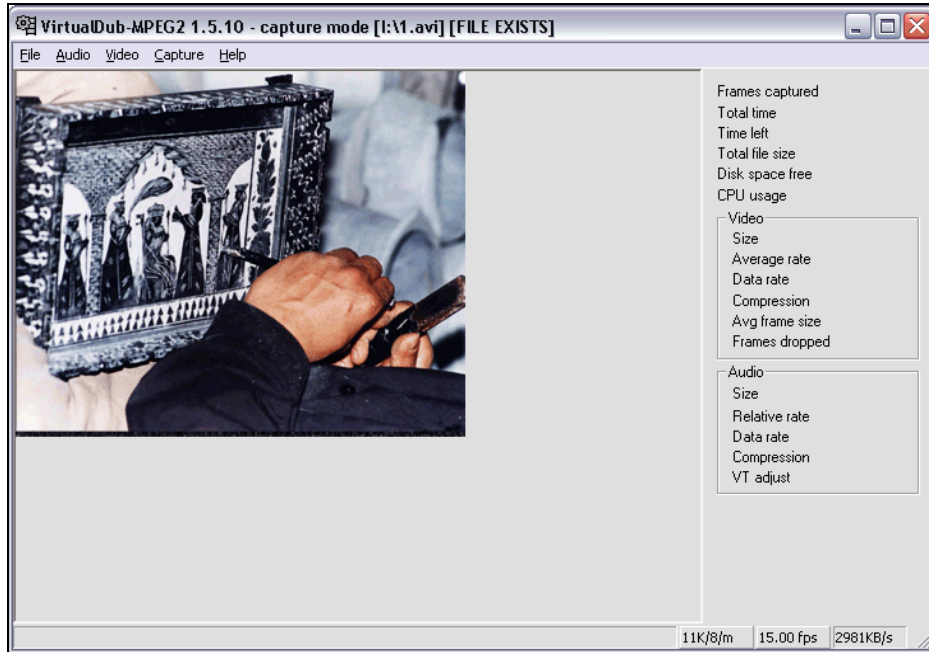 VirtualDub-MPEG2 1.5.10 - capture mode [I:\1.avi] [FILE EXISTS]
File Audio Video Capture Help
Frames captured
Total time
Time left
Total file size
Disk space free
CPU usage
Video
Size
Average rate
Data rate
Compression
Avg frame size
Frames dropped
Audio
Size
Relative rate
Data rate
Compression
VT adjust
11K/8/m 15.00 fps 2981KB/s